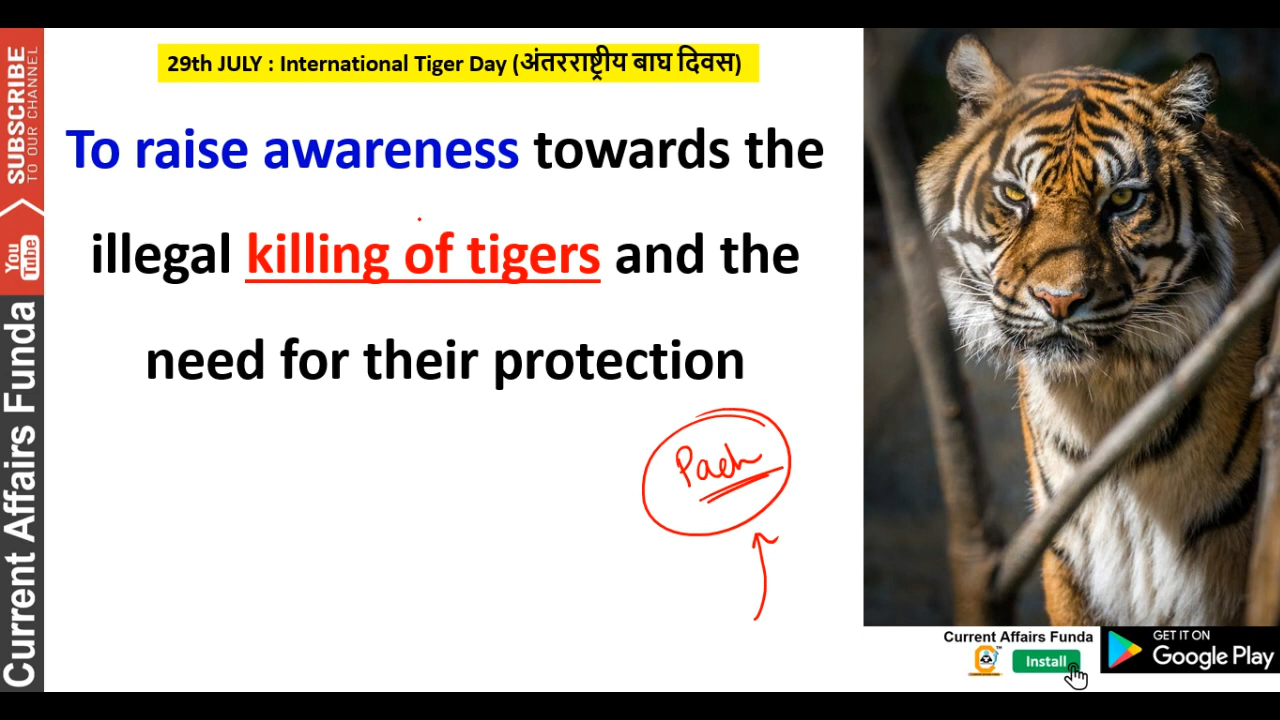 29th JULY : International Tiger Day (अंतरराष्ट्रीय बाघ दिवस)
To raise awareness towards the
illegal killing of tigers and the
need for their protection
SUBSCRIBE
TO OUR CHANNEL
You
Tube
Current Affairs Funda
Current Affairs Funda
Install
GET IT ON
Google Play